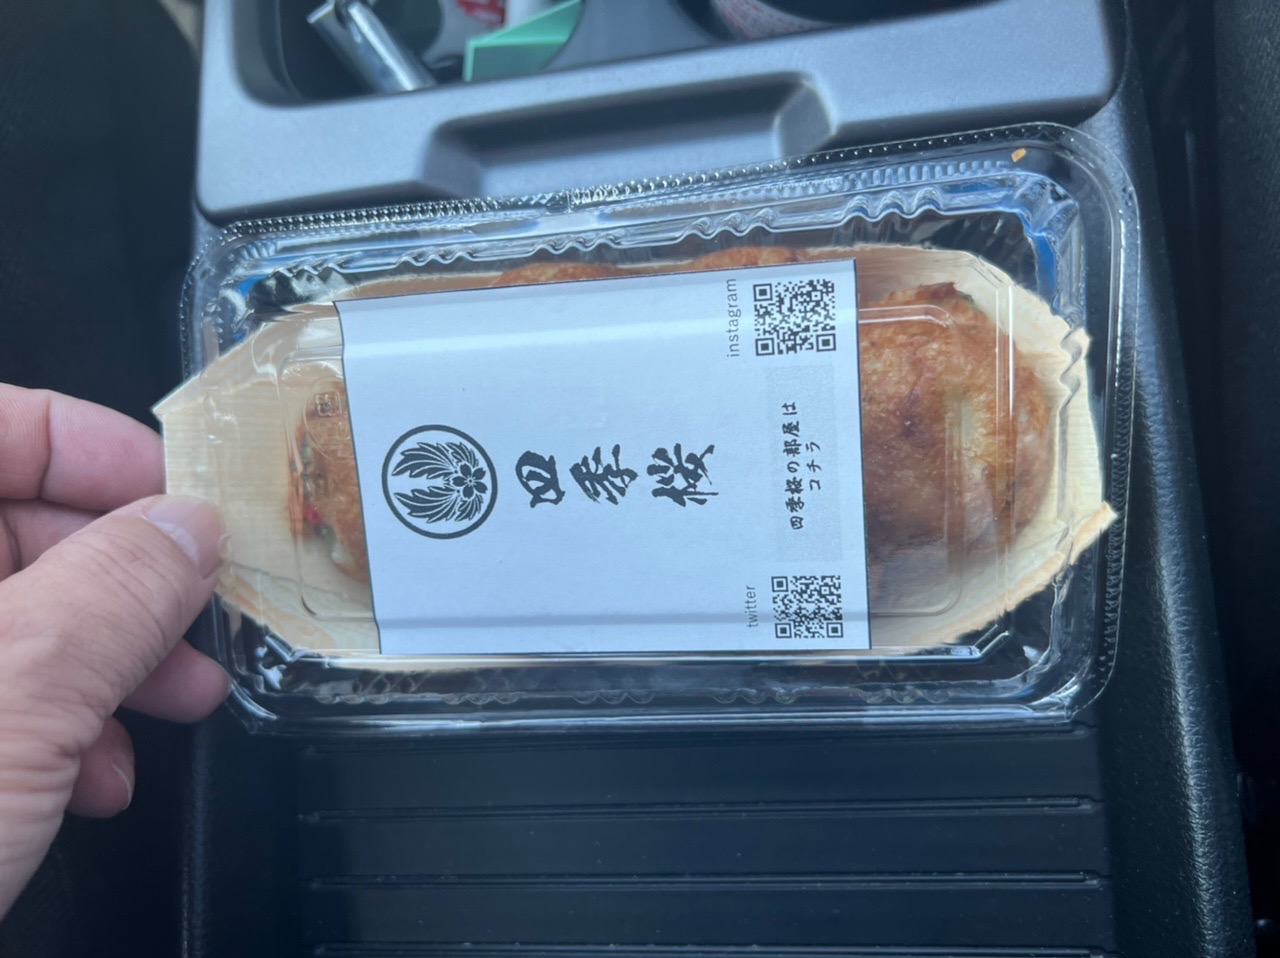 四季桜
instagram
四季桜の部屋は
コチラ
twitter